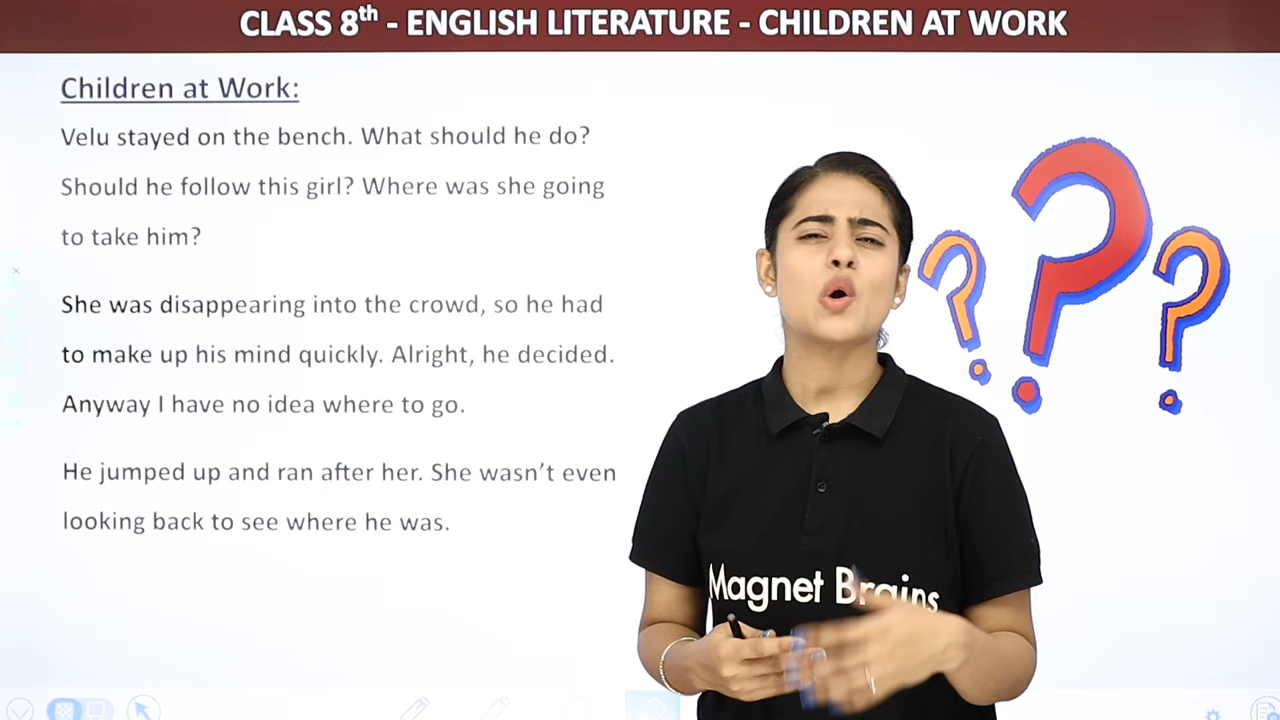 CLASS 8th - ENGLISH LITERATURE - CHILDREN AT WORK
Children at Work:
Velu stayed on the bench. What should he do?
Should he follow this girl? Where was she going
to take him?
She was disappearing into the crowd, so he had
to make up his mind quickly. Alright, he decided.
Anyway I have no idea where to go.
He jumped up and ran after her. She wasn’t even
looking back to see where he was.
Magnet Brains